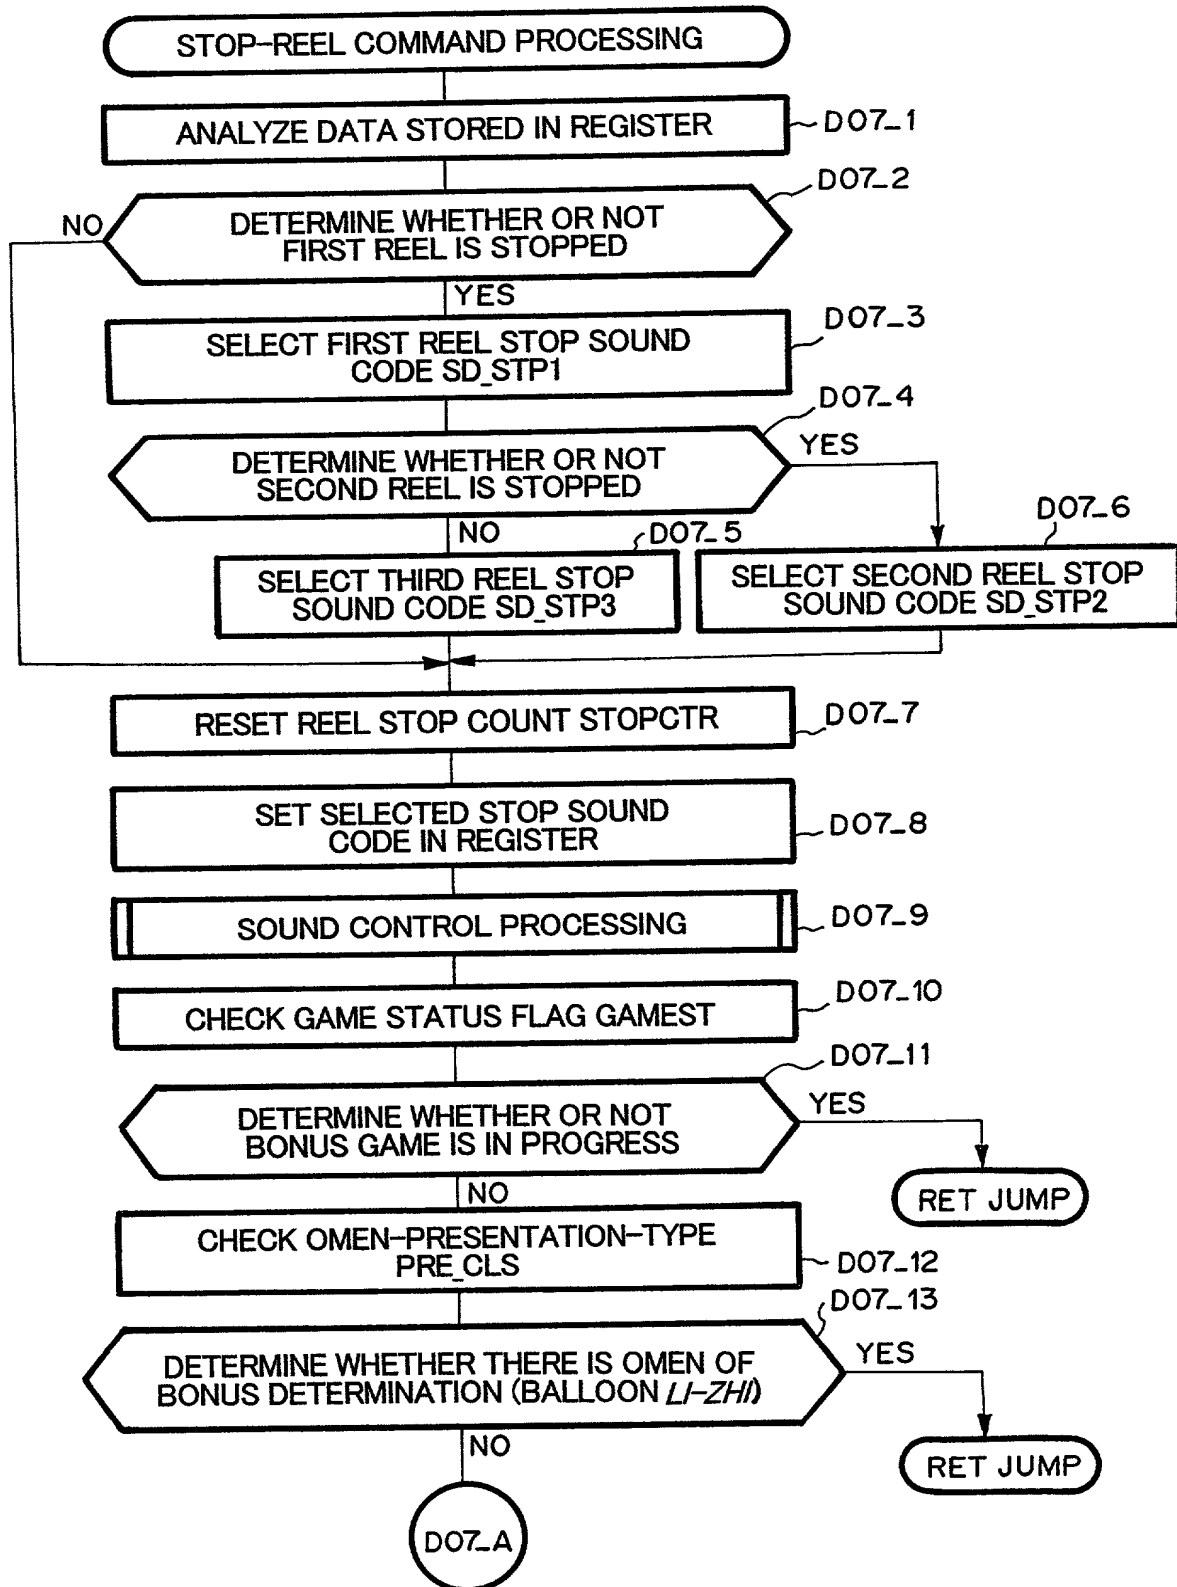 STOP-REEL COMMAND PROCESSING
ANALYZE DATA STORED IN REGISTER
D07_1
D07_2
NO
DETERMINE WHETHER OR NOT
FIRST REEL IS STOPPED
YES
D07_3
SELECT FIRST REEL STOP SOUND
CODE SD_STP1
D07_4
YES
DETERMINE WHETHER OR NOT
SECOND REEL IS STOPPED
NO
D07_5
D07_6
SELECT THIRD REEL STOP
SOUND CODE SD_STP3
SELECT SECOND REEL STOP
SOUND CODE SD_STP2
RESET REEL STOP COUNT STOPCTR
D07_7
SET SELECTED STOP SOUND
CODE IN REGISTER
D07_8
SOUND CONTROL PROCESSING
D07_9
CHECK GAME STATUS FLAG GAMEST
D07_10
D07_11
YES
DETERMINE WHETHER OR NOT
BONUS GAME IS IN PROGRESS
NO
RET JUMP
CHECK OMEN-PRESENTATION-TYPE
PRE_CLS
D07_12
D07_13
YES
DETERMINE WHETHER THERE IS OMEN OF
BONUS DETERMINATION (BALLOON LI-ZHI)
NO
RET JUMP
D07_A